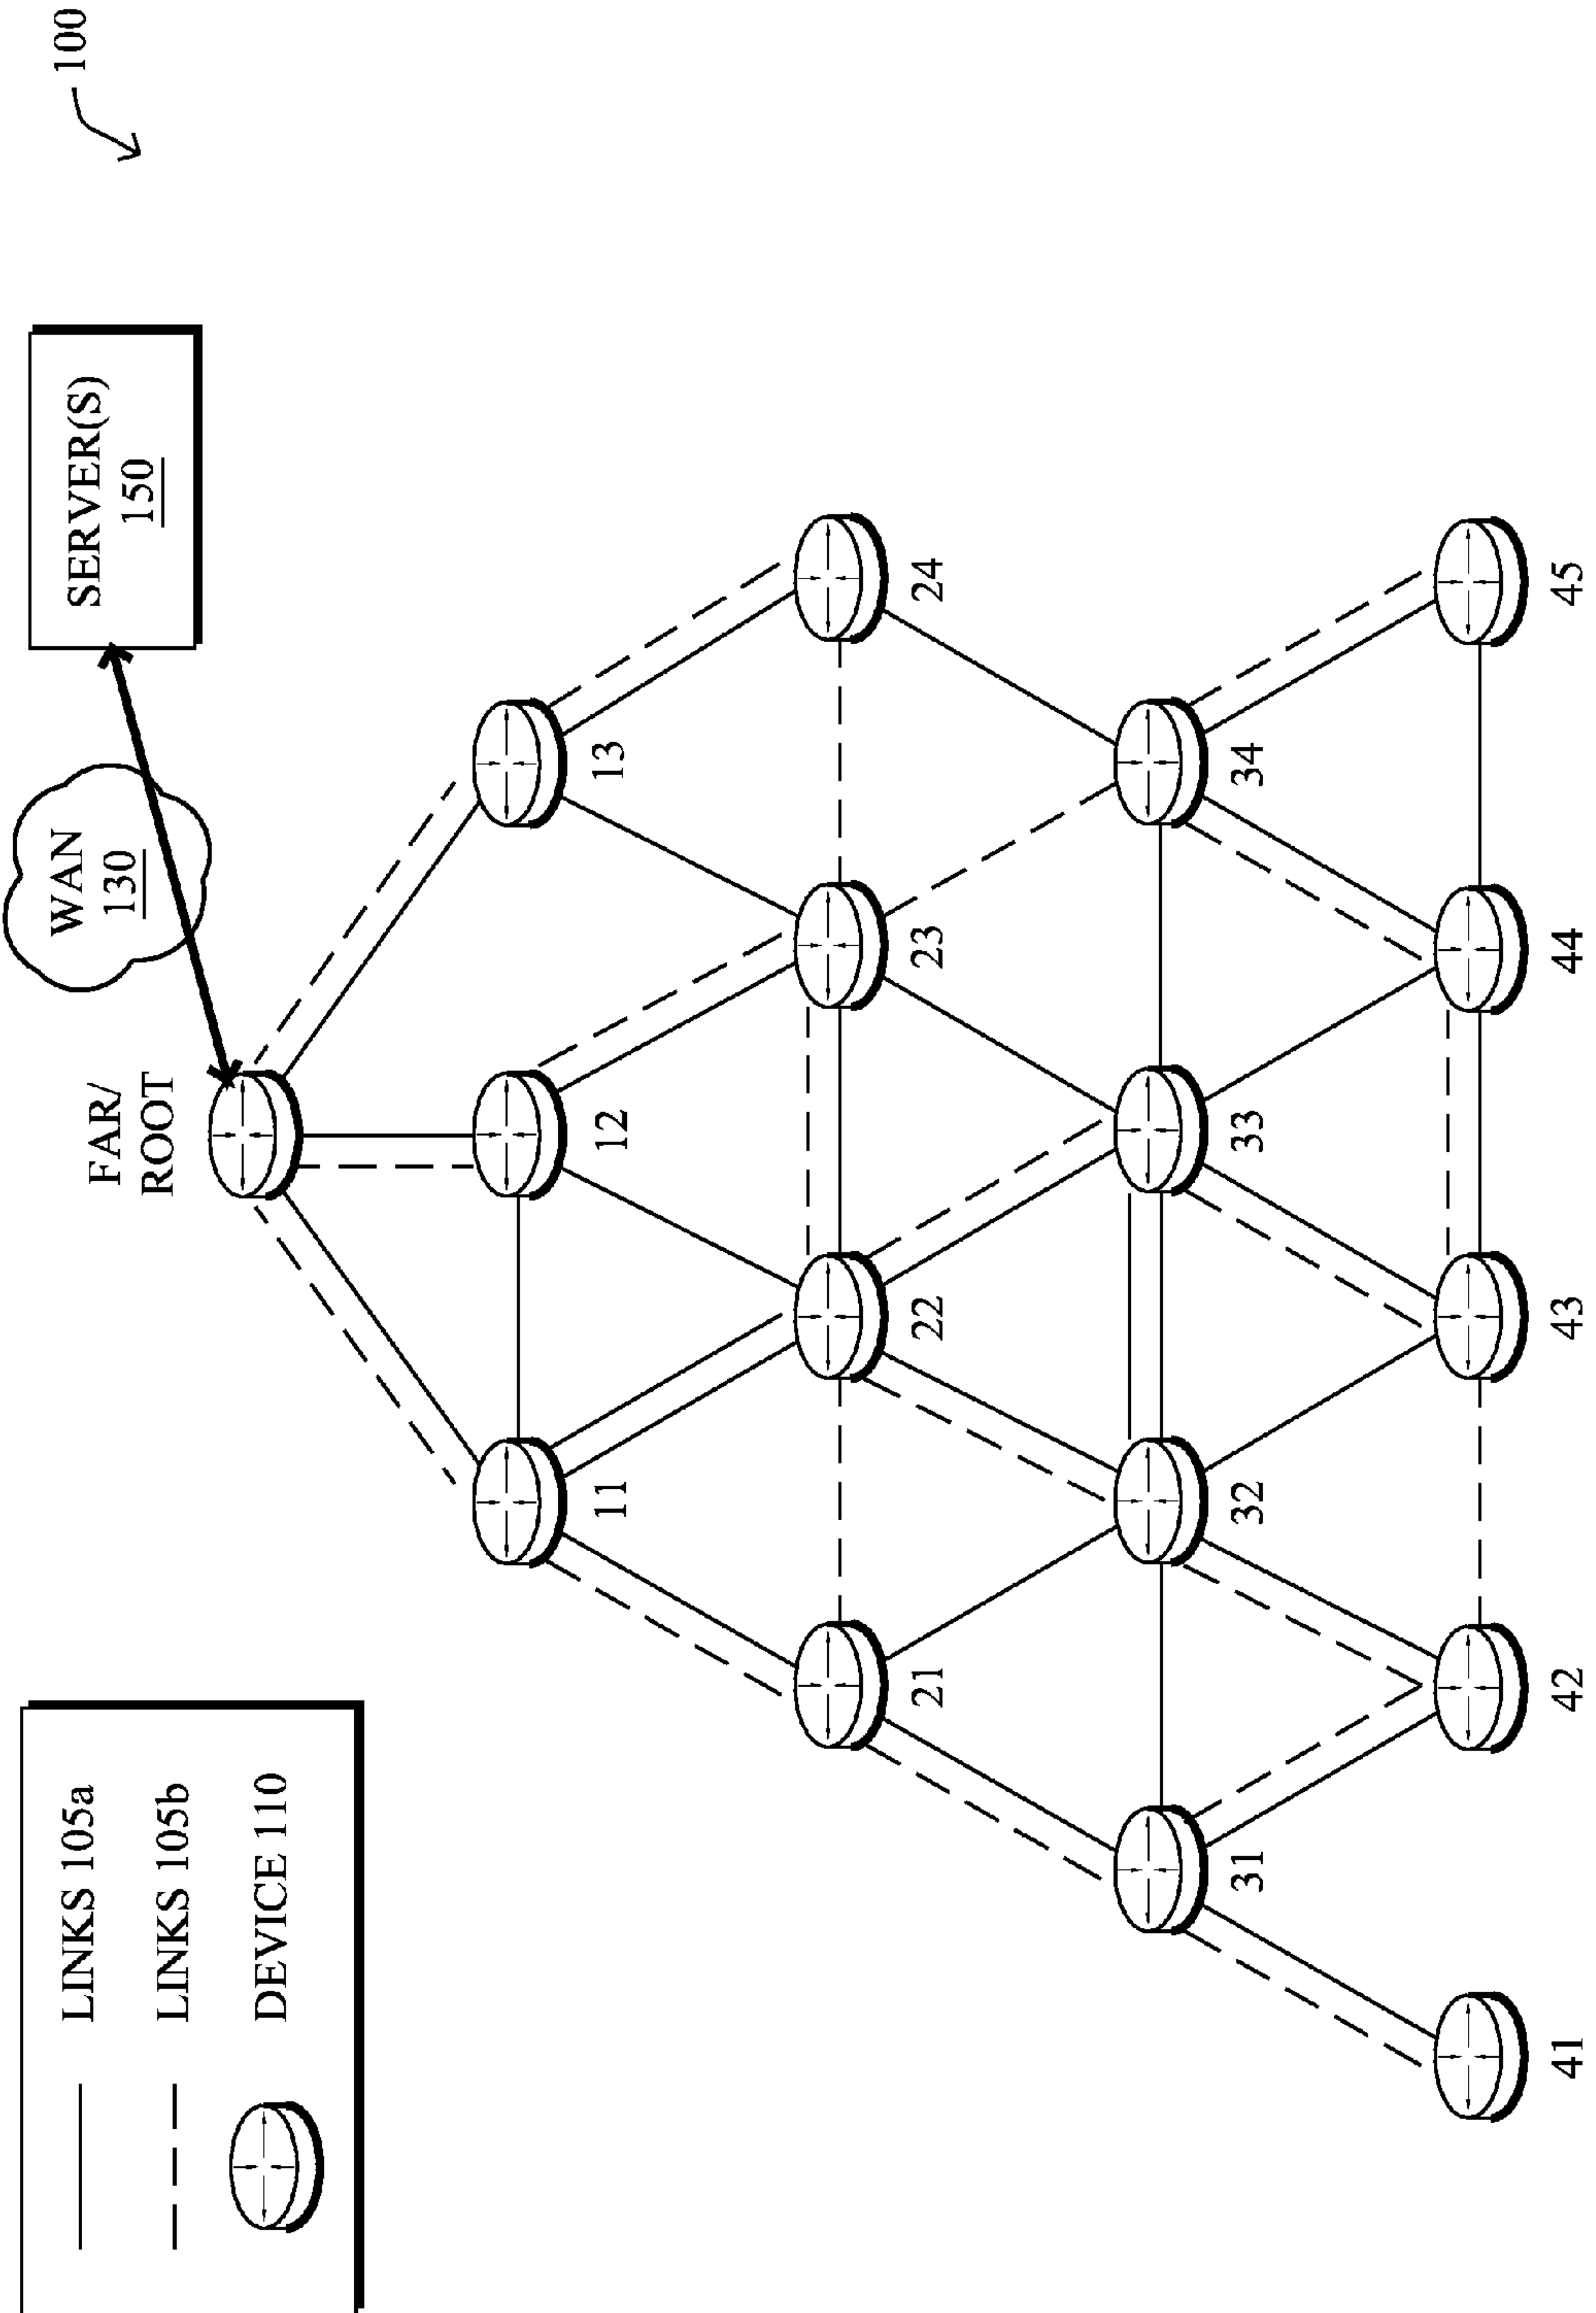 LINKS 105a
LINKS 105b
DEVICE 110
FAR/
ROOT
WAN
130
SERVER(S)
150
100
11
12
13
21
22
23
24
31
32
33
34
41
42
43
44
45